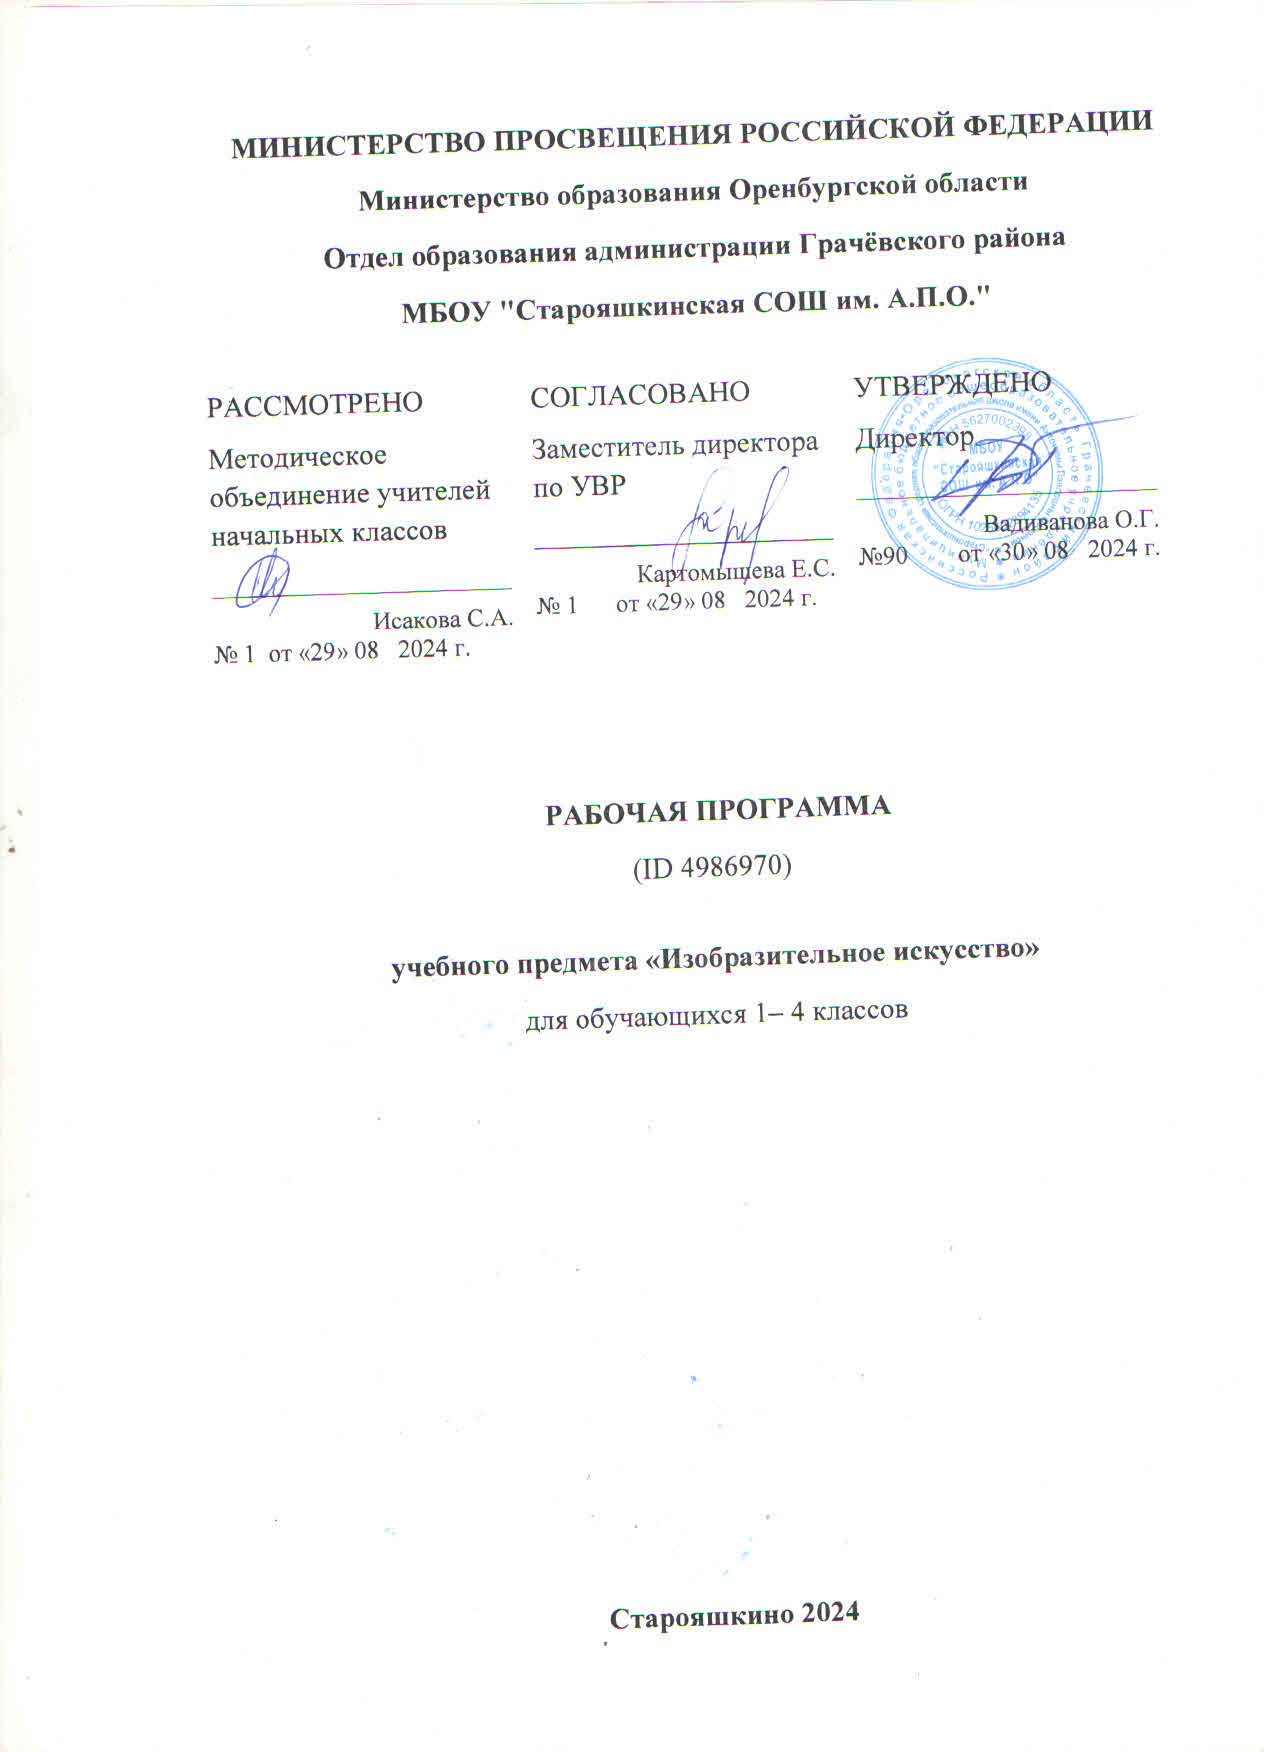 МИНИСТЕРСТВО ПРОСВЕЩЕНИЯ РОССИЙСКОЙ ФЕДЕРАЦИИ
Министерство образования Оренбургской области
Отдел образования администрации Грачёвского района
МБОУ "Старояшкинская СОШ им. А.П.О."
РАССМОТРЕНО
Методическое
объединение учителей
начальных классов
Исакова С.А.
№ 1 от «29» 08 2024 г.
СОГЛАСОВАНО
Заместитель директора
по УВР
Картомышева Е.С.
№ 1 от «29» 08 2024 г.
УТВЕРЖДЕНО
Директор
МБОУ
"Старояшкинская
Вадиванова О.Г.
№90 от «30» 08 2024 г.
РАБОЧАЯ ПРОГРАММА
(ID 4986970)
учебного предмета «Изобразительное искусство»
для обучающихся 1– 4 классов
Старояшкино 2024